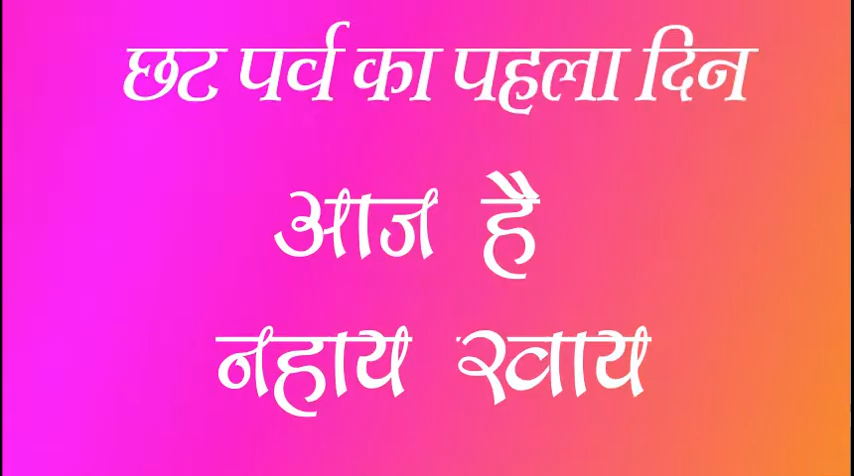 छट पर्व का पहला दिन
आज है
नहाय खाय